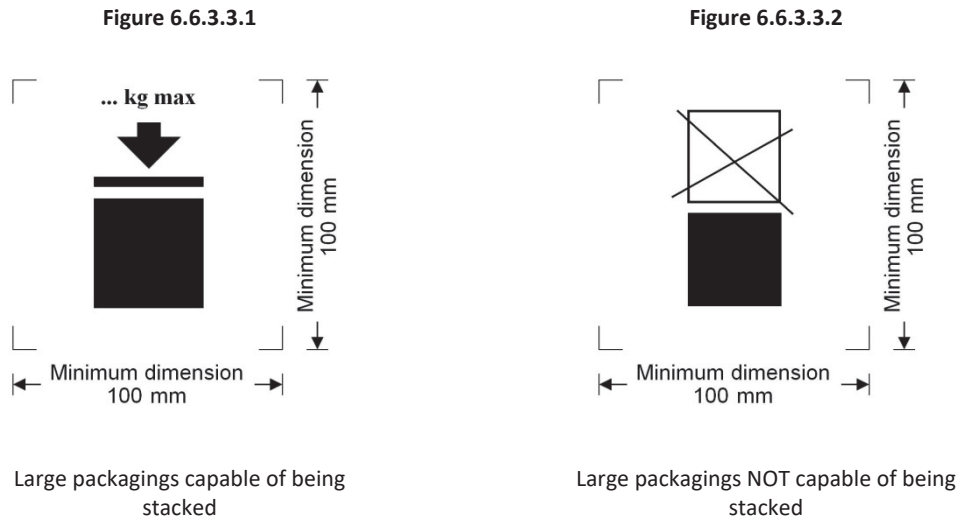 Figure 6.6.3.3.1
... kg max
Minimum dimension
100 mm
Minimum dimension
100 mm
Large packagings capable of being
stacked
Figure 6.6.3.3.2
Minimum dimension
100 mm
Minimum dimension
100 mm
Large packagings NOT capable of being
stacked